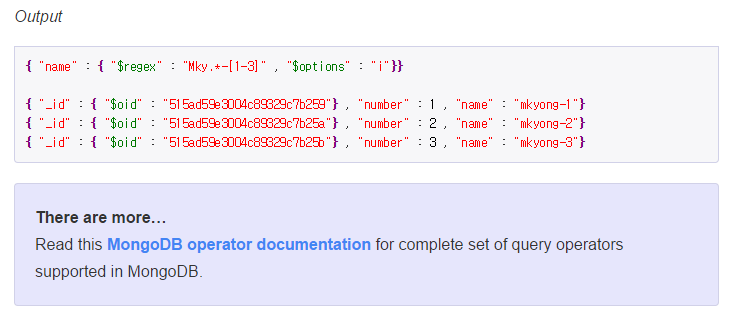 Output
{ "name" : { "$regex" : "Mky.*-[1-3]" , "$options" : "i"}}
{ "_id" : { "$oid" : "515ad59e3004c89329c7b259"} , "number" : 1 , "name" : "mkyong-1"}
{ "_id" : { "$oid" : "515ad59e3004c89329c7b25a"} , "number" : 2 , "name" : "mkyong-2"}
{ "_id" : { "$oid" : "515ad59e3004c89329c7b25b"} , "number" : 3 , "name" : "mkyong-3"}
There are more…
Read this MongoDB operator documentation for complete set of query operators
supported in MongoDB.